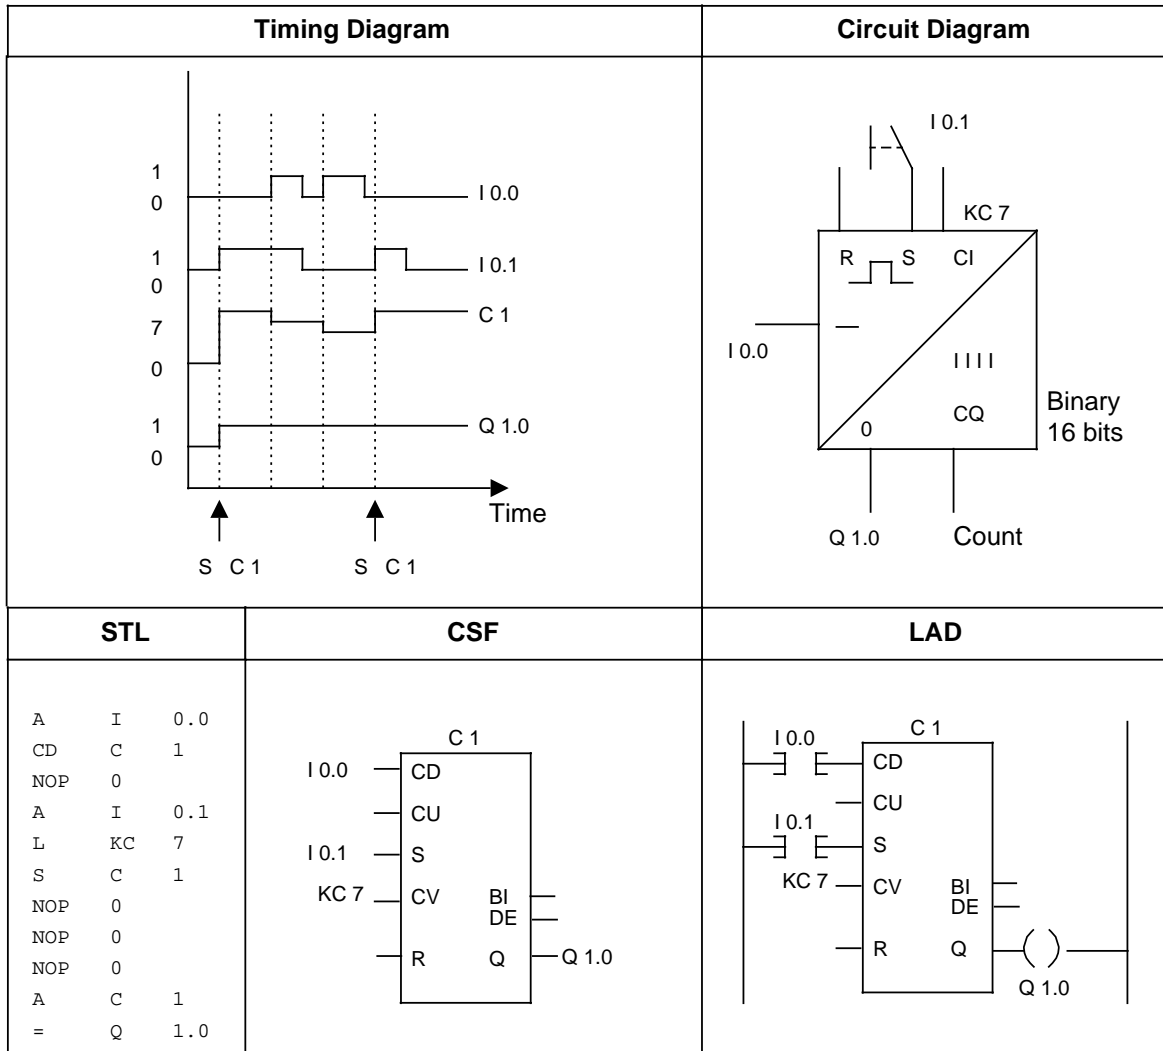 Timing Diagram
Circuit Diagram
1
0
I 0.0
1
0
I 0.1
7
0
C 1
1
0
Q 1.0
Time
S C 1
S C 1
I 0.1
KC 7
R S CI
I 0.0
I I I I
CQ
0
Binary
16 bits
Q 1.0
Count
STL
CSF
LAD
A I 0.0
CD C 1
NOP 0
A I 0.1
L KC 7
S C 1
NOP 0
NOP 0
NOP 0
A C 1
= Q 1.0
C 1
I 0.0 CD
CU
I 0.1 S
KC 7 CV BI
DE
R Q Q 1.0
C 1
I 0.0
CD
CU
I 0.1
S
KC 7 CV BI
DE
R Q
Q 1.0